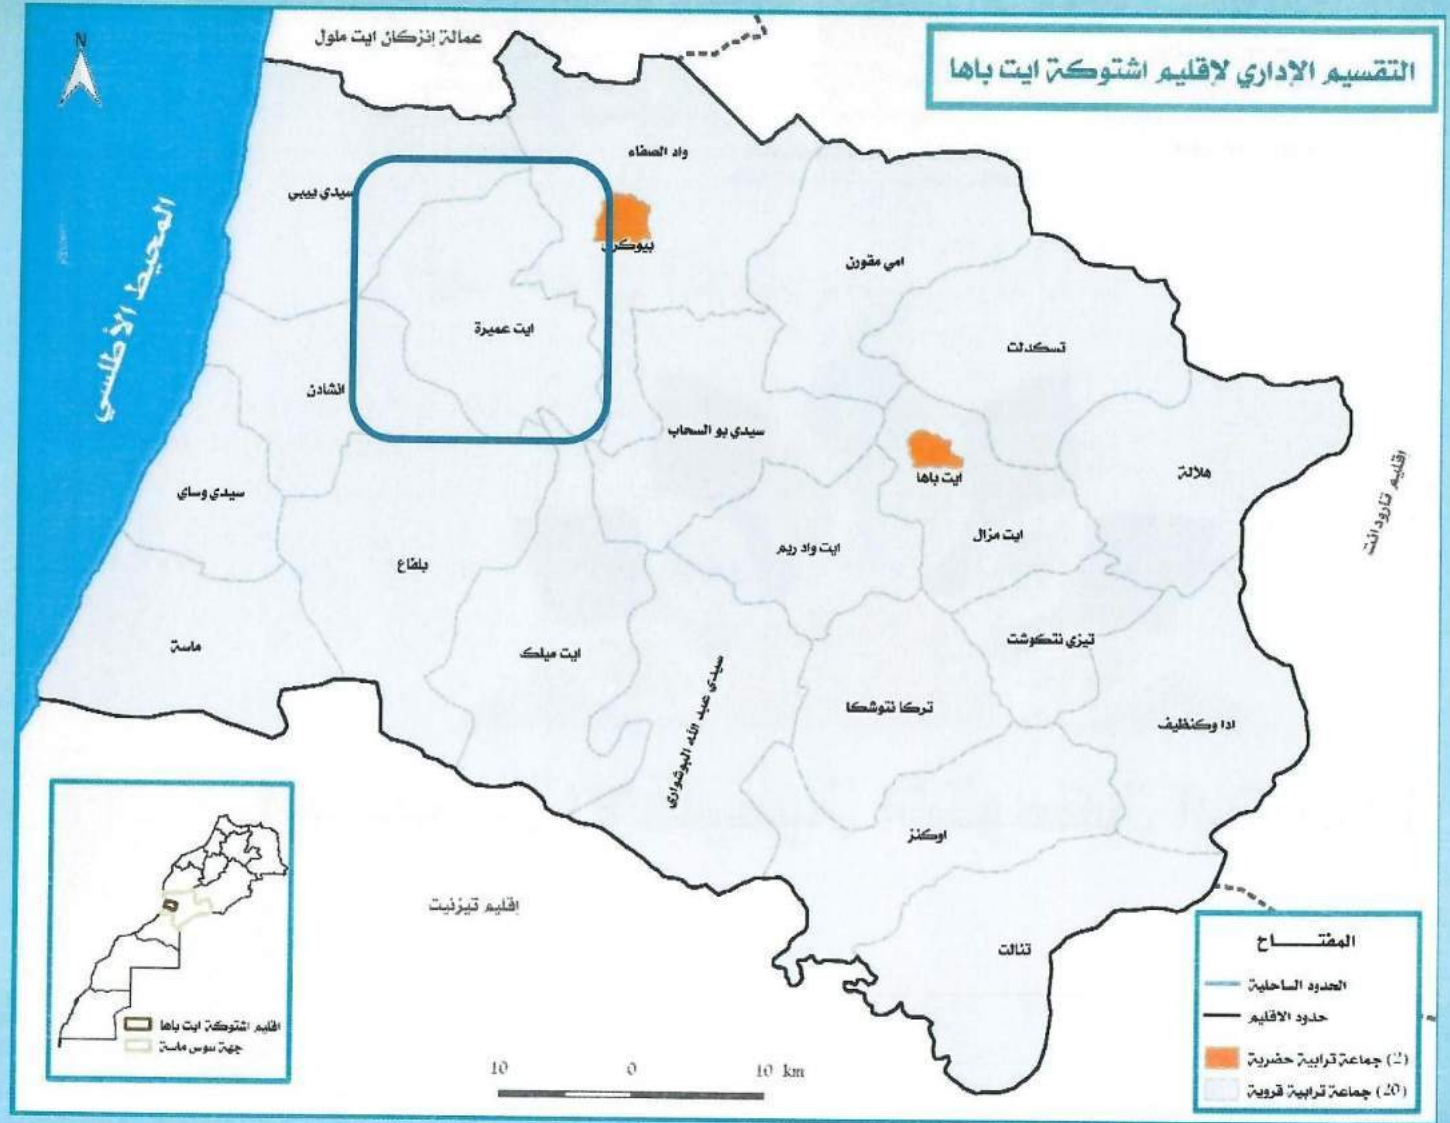 التقسيم الإداري لإقليم اشتوكة ايت باها
عمالة إنزكان ايت ملول
N
واد الصفاء
سيدي بيبي
بيوكرى
امي مقورن
المحيط الأطلسي
ايت عميرة
تسكدلت
انشادن
سيدي بو السحاب
هلالة
إقليم تارودانت
ايت باها
سيدي وساي
ايت مزال
ايت واد ريم
بلفاع
تيزي نتكوشت
ماسة
ايت ميلك
سيدي عبد الله البوشواري
تركا نتوشكا
ادا وكنظيف
اوكنز
إقليم تيزنيت
تنالت
المفتـــــاح
الحدود الساحلية
حدود الاقليم
(2) جماعة ترابية حضرية
(20) جماعة ترابية قروية
اقليم اشتوكة ايت باها
جهة سوس ماسة
10 0 10 km